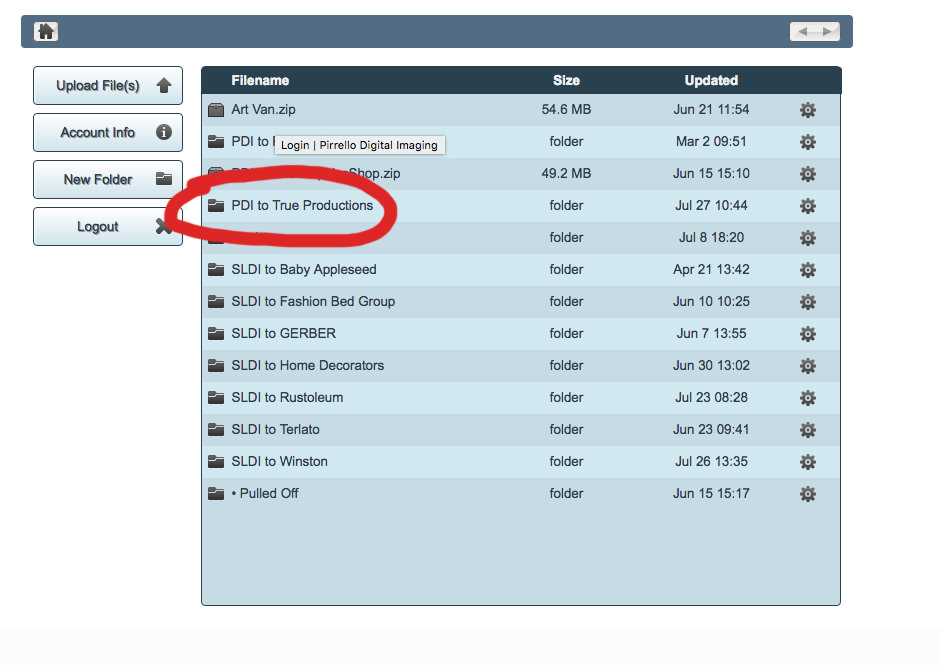 Upload File(s)
Account Info
New Folder
Logout
Filename Size Updated
Art Van.zip 54.6 MB Jun 21 11:54
PDI to folder Mar 2 09:51
Login | Pirrello Digital Imaging
Shop.zip 49.2 MB Jun 15 15:10
PDI to True Productions folder Jul 27 10:44
folder Jul 8 18:20
SLDI to Baby Appleseed folder Apr 21 13:42
SLDI to Fashion Bed Group folder Jun 10 10:25
SLDI to GERBER folder Jun 7 13:55
SLDI to Home Decorators folder Jun 30 13:02
SLDI to Rustoleum folder Jul 23 08:28
SLDI to Terlato folder Jun 23 09:41
SLDI to Winston folder Jul 26 13:35
• Pulled Off folder Jun 15 15:17